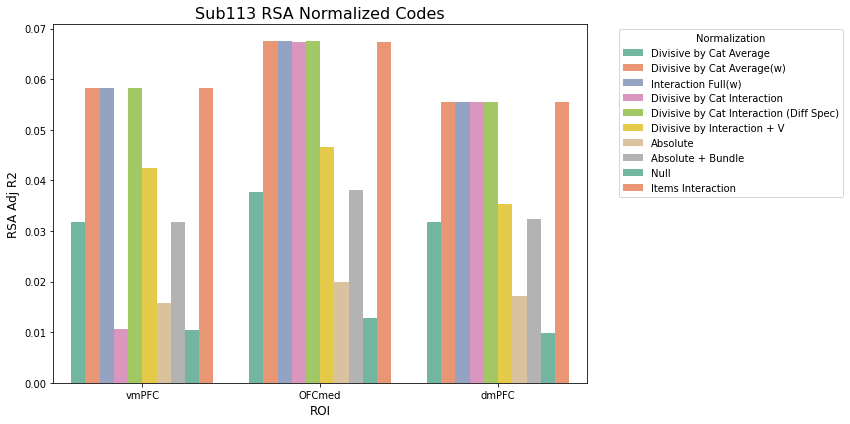 Sub113 RSA Normalized Codes
RSA Adj R2
0.07
0.06
0.05
0.04
0.03
0.02
0.01
0.00
vmPFC
OFCmed
dmPFC
ROI
Normalization
Divisive by Cat Average
Divisive by Cat Average(w)
Interaction Full(w)
Divisive by Cat Interaction
Divisive by Cat Interaction (Diff Spec)
Divisive by Interaction + V
Absolute
Absolute + Bundle
Null
Items Interaction